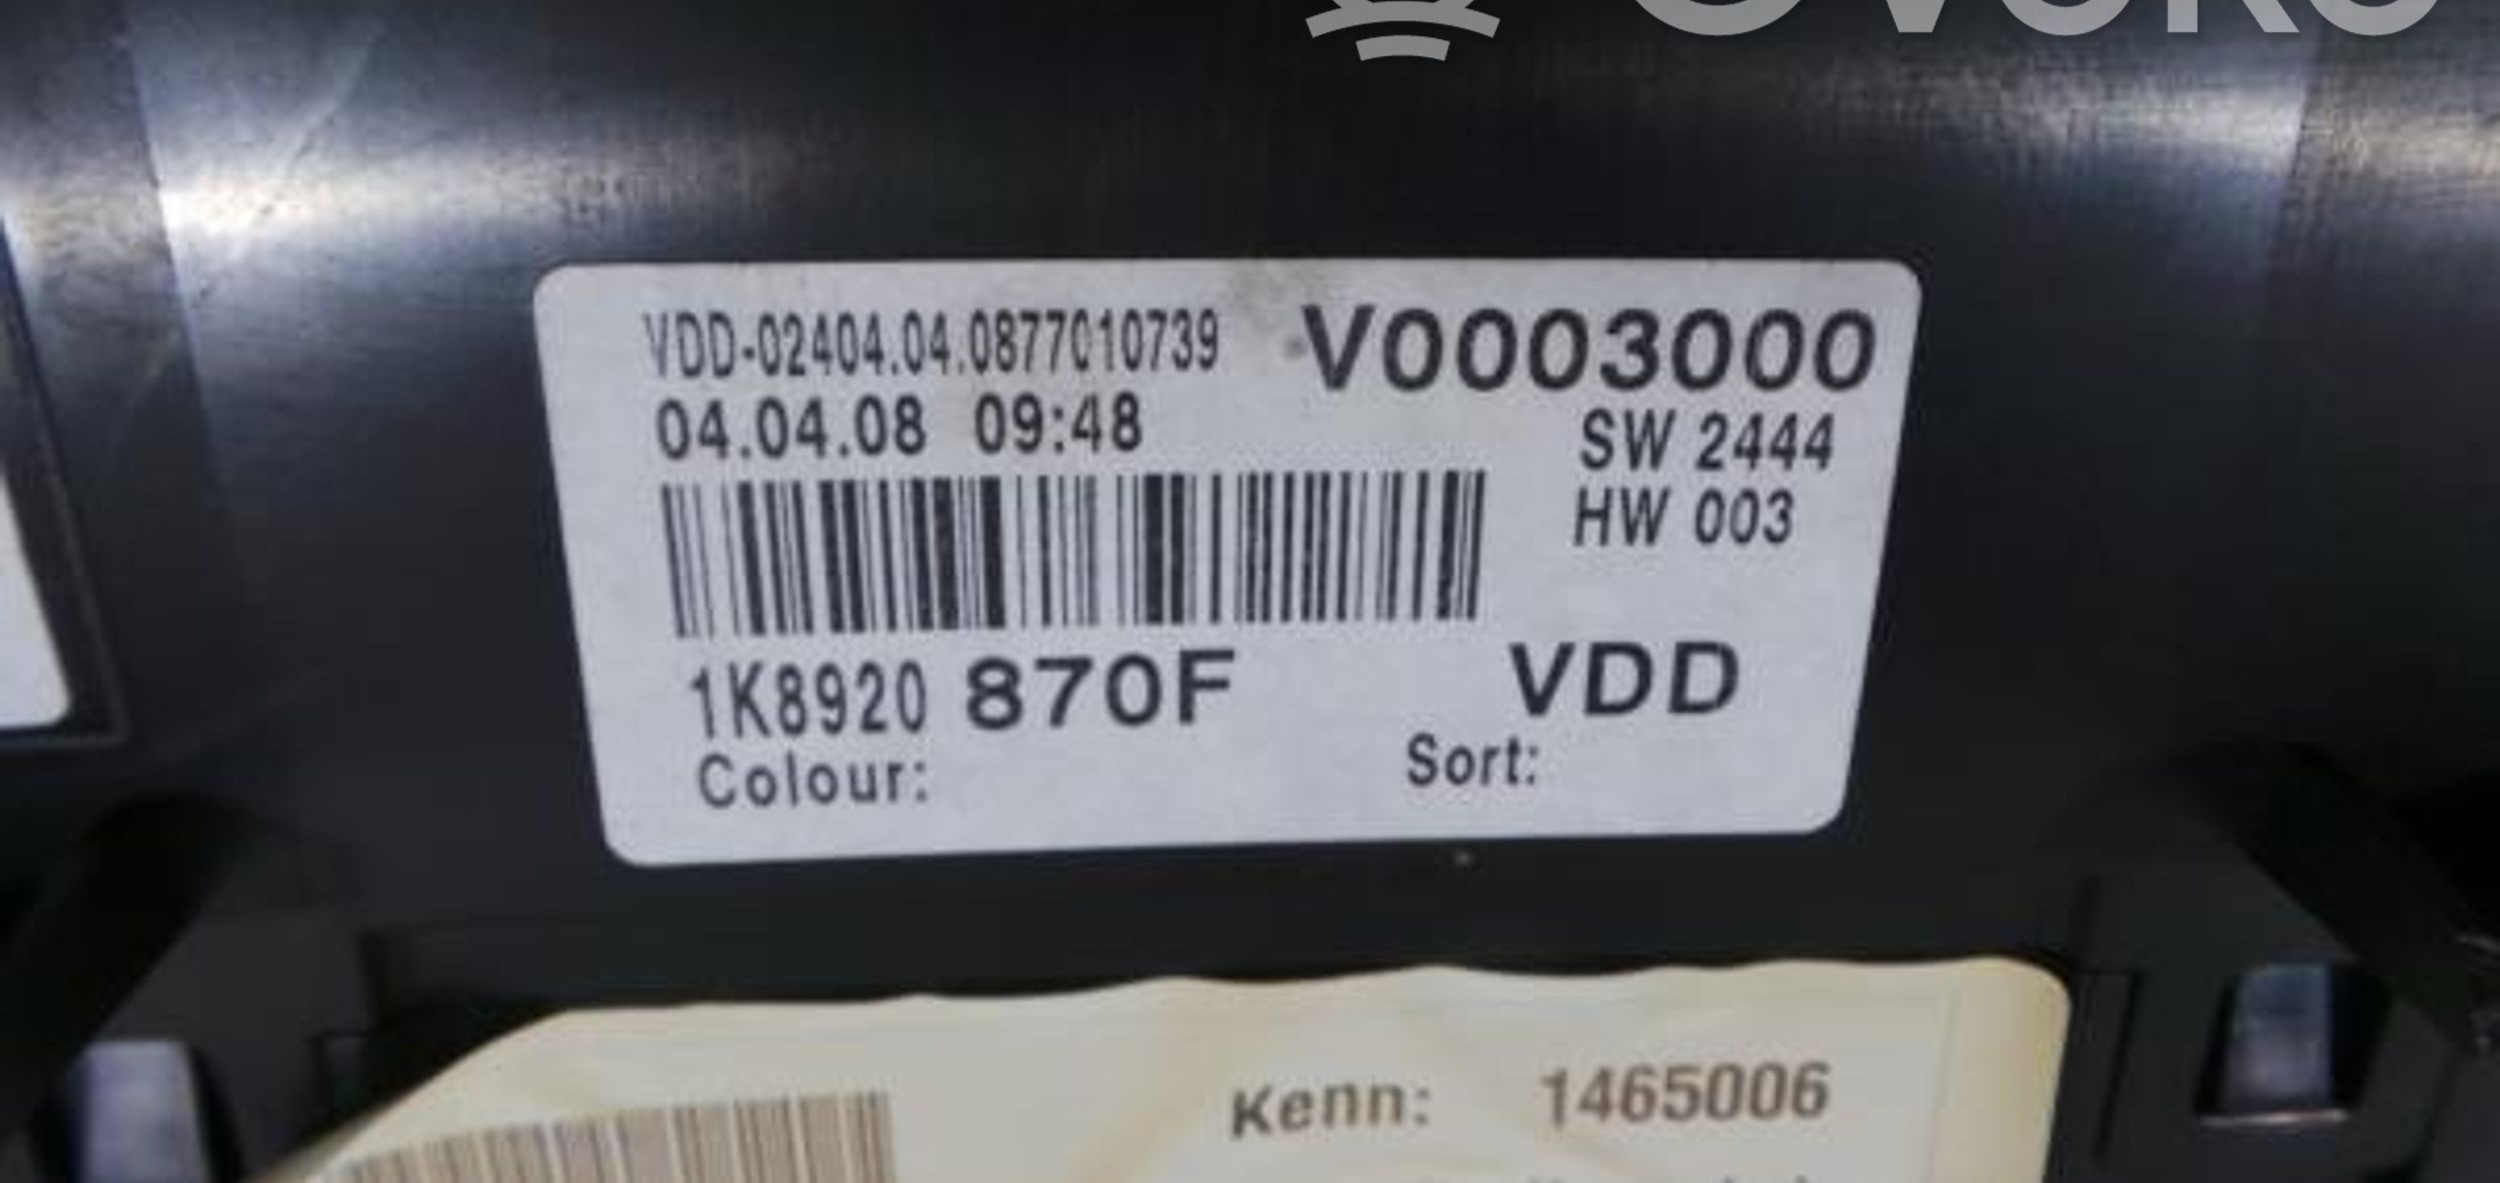 VDD-02404.04.0877010739 V0003000
04.04.08 09:48
SW 2444
HW 003
1K8920 870F VDD
Colour: Sort:
Kenn: 1465006